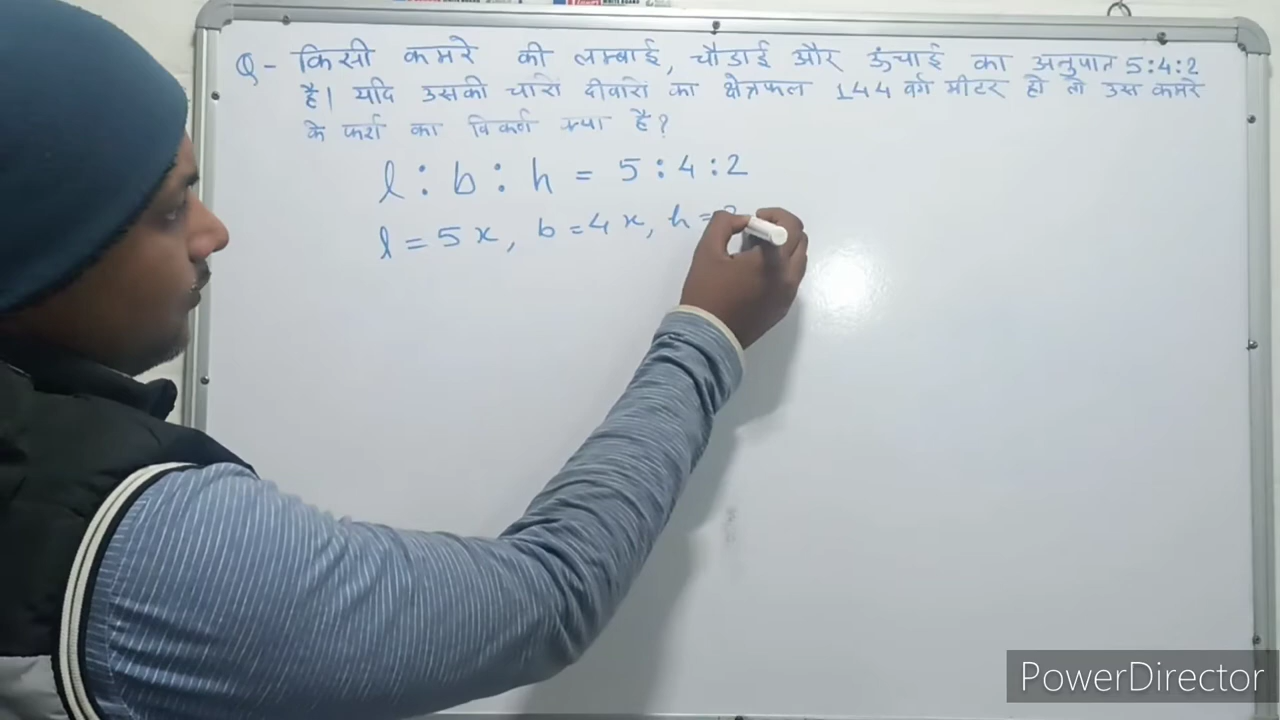 Q- किसी कमरे की लम्बाई, चौडाई और ऊंचाई का अनुपात 5:4:2
है। यदि उसकी चारों दीवारों का क्षेत्रफल 144 वर्ग मीटर हो तो उस कमरे
के फर्श का विकर्ण क्या है?
l : b : h = 5 : 4 : 2
l = 5x, b = 4x, h =
PowerDirector